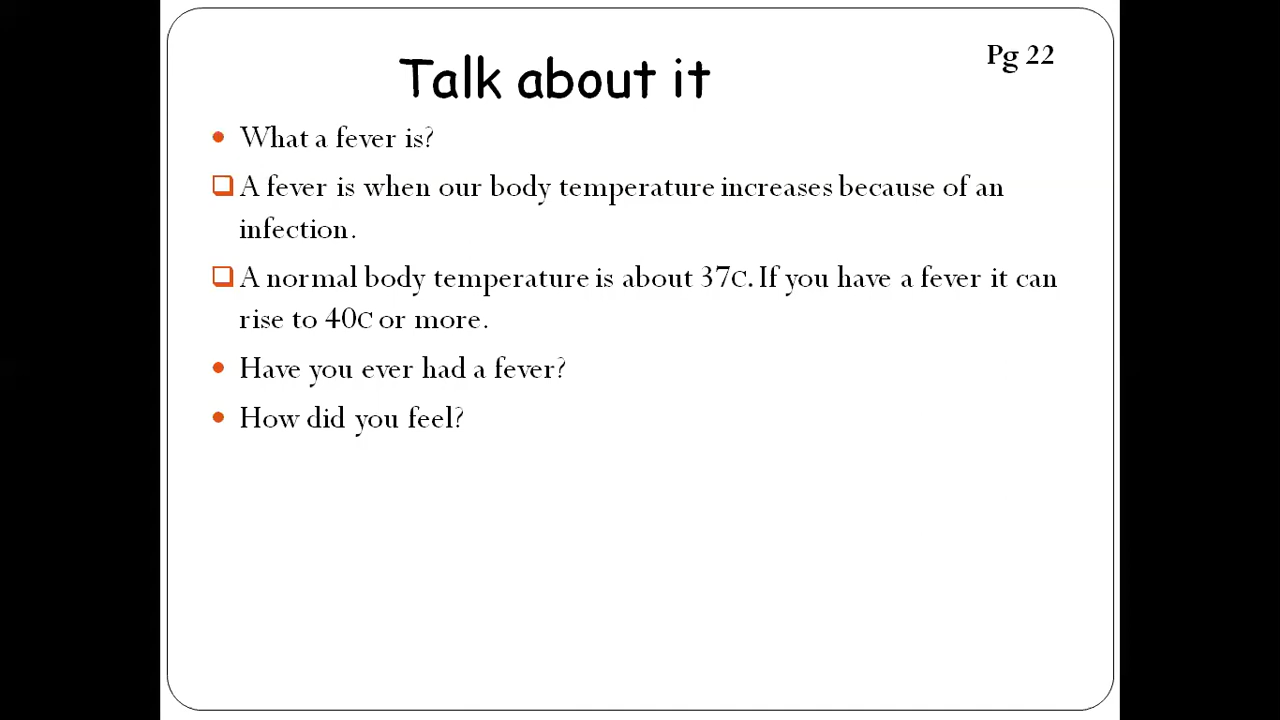 Talk about it
Pg 22
What a fever is?
A fever is when our body temperature increases because of an
infection.
A normal body temperature is about 37C. If you have a fever it can
rise to 40C or more.
Have you ever had a fever?
How did you feel?